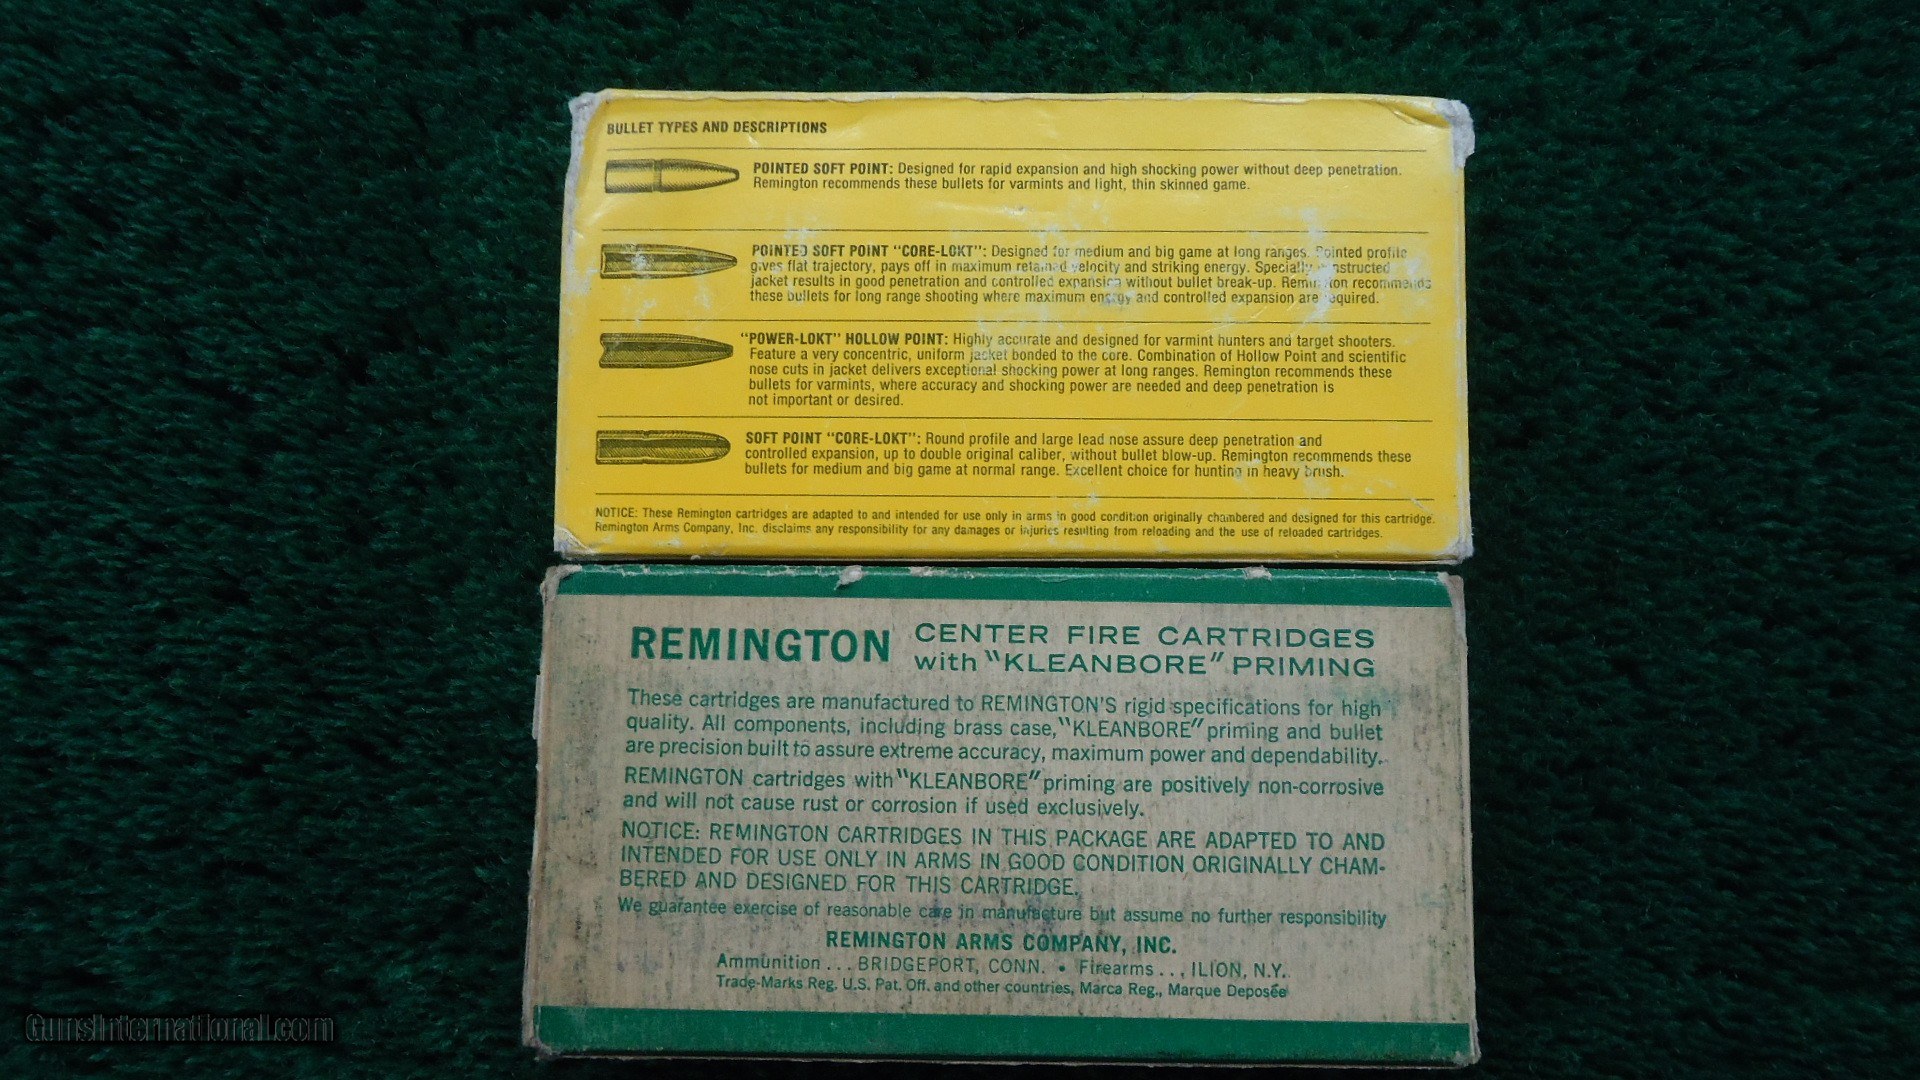 BULLET TYPES AND DESCRIPTIONS
POINTED SOFT POINT: Designed for rapid expansion and high shocking power without deep penetration.
Remington recommends these bullets for varmints and light, thin skinned game.
POINTED SOFT POINT "CORE-LOKT": Designed for medium and big game at long ranges. Pointed profile
gives flat trajectory, pays off in maximum retained velocity and striking energy. Specially constructed
jacket results in good penetration and controlled expansion without bullet break-up. Remington recommends
these bullets for long range shooting where maximum energy and controlled expansion are required.
"POWER-LOKT" HOLLOW POINT: Highly accurate and designed for varmint hunters and target shooters.
Feature a very concentric, uniform jacket bonded to the core. Combination of Hollow Point and scientific
nose cuts in jacket delivers exceptional shocking power at long ranges. Remington recommends these
bullets for varmints, where accuracy and shocking power are needed and deep penetration is
not important or desired.
SOFT POINT "CORE-LOKT": Round profile and large lead nose assure deep penetration and
controlled expansion, up to double original caliber, without bullet blow-up. Remington recommends these
bullets for medium and big game at normal range. Excellent choice for hunting in heavy brush.
NOTICE: These Remington cartridges are adapted to and intended for use only in arms in good condition originally chambered and designed for this cartridge.
Remington Arms Company, Inc. disclaims any responsibility for any damages or injuries resulting from reloading and the use of reloaded cartridges.
REMINGTON CENTER FIRE CARTRIDGES
with "KLEANBORE" PRIMING
These cartridges are manufactured to REMINGTON'S rigid specifications for high
quality. All components, including brass case, "KLEANBORE" priming and bullet
are precision built to assure extreme accuracy, maximum power and dependability.
REMINGTON cartridges with "KLEANBORE" priming are positively non-corrosive
and will not cause rust or corrosion if used exclusively.
NOTICE: REMINGTON CARTRIDGES IN THIS PACKAGE ARE ADAPTED TO AND
INTENDED FOR USE ONLY IN ARMS IN GOOD CONDITION ORIGINALLY CHAM-
BERED AND DESIGNED FOR THIS CARTRIDGE.
We guarantee exercise of reasonable care in manufacture but assume no further responsibility
REMINGTON ARMS COMPANY, INC.
Ammunition ... BRIDGEPORT, CONN. • Firearms ... ILION, N.Y.
Trade-Marks Reg. U.S. Pat. Off. and other countries, Marca Reg., Marque Deposée
GunsInternational.com